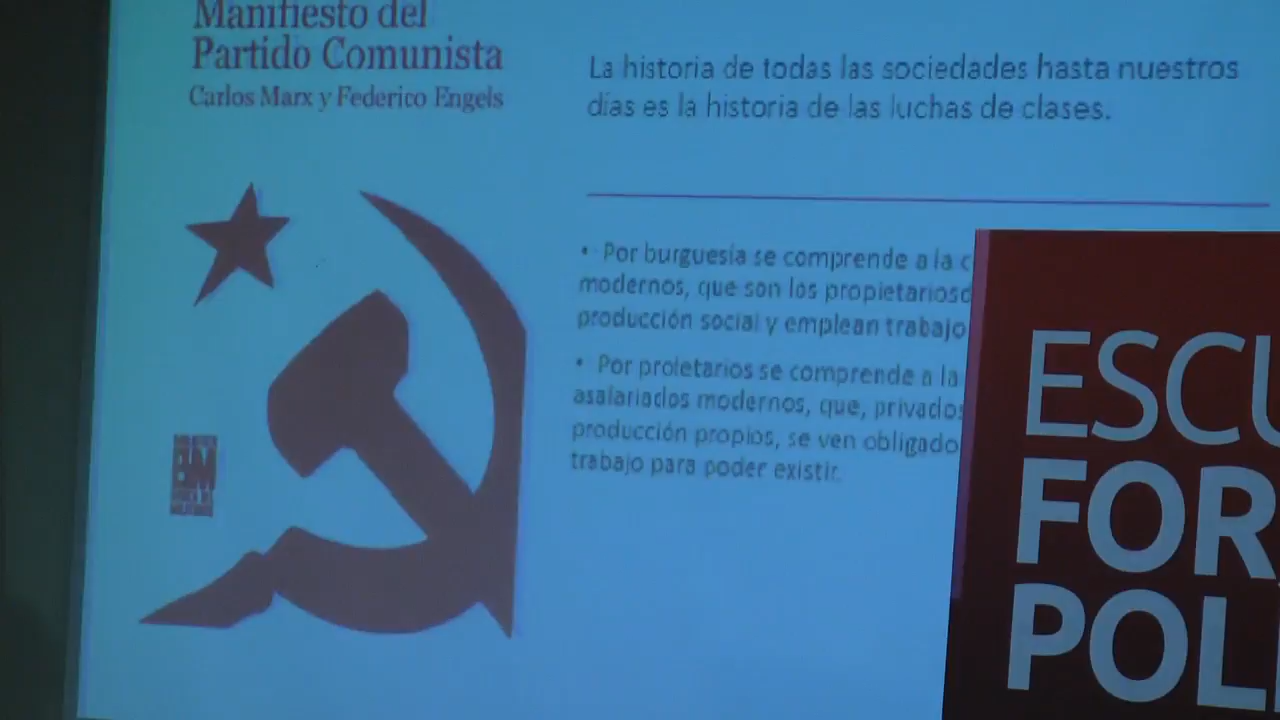 Manifiesto del
Partido Comunista
Carlos Marx y Federico Engels
La historia de todas las sociedades hasta nuestros
días es la historia de las luchas de clases.
• Por burguesía se comprende a la c
modernos, que son los propietariosd
producción social y emplean trabajo
• Por proletarios se comprende a la
asalariados modernos, que, privados
producción propios, se ven obligado
trabajo para poder existir.
BM
ESCU
FOR
POLI